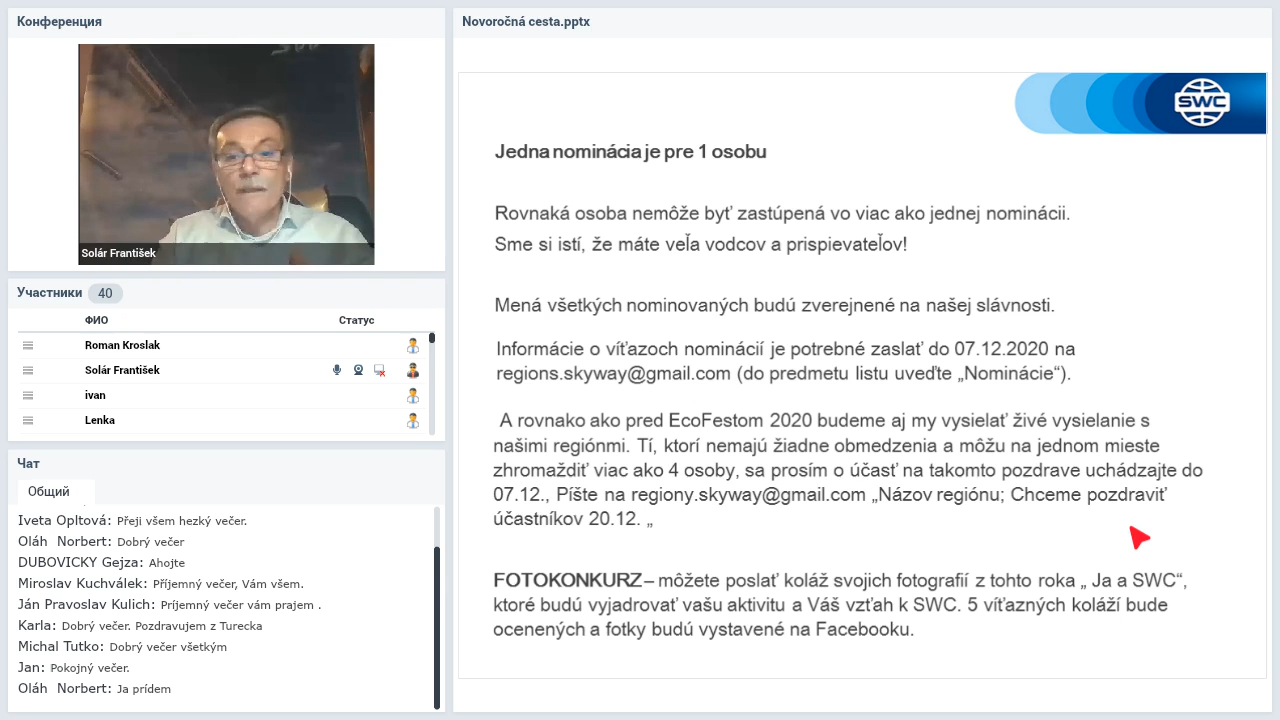 Конференция
Solár František
Участники 40
ФИО Статус
Roman Kroslak
Solár František
ivan
Lenka
Чат
Общий
Iveta Opltová: Přeji všem hezký večer.
Oláh Norbert: Dobrý večer
DUBOVICKY Gejza: Ahojte
Miroslav Kuchválek: Příjemný večer, Vám všem.
Ján Pravoslav Kulich: Príjemný večer vám prajem .
Karla: Dobrý večer. Pozdravujem z Turecka
Michal Tutko: Dobrý večer všetkým
Jan: Pokojný večer.
Oláh Norbert: Ja prídem
Novoročná cesta.pptx
SWC
Jedna nominácia je pre 1 osobu
Rovnaká osoba nemôže byť zastúpená vo viac ako jednej nominácii.
Sme si istí, že máte veľa vodcov a prispievateľov!
Mená všetkých nominovaných budú zverejnené na našej slávnosti.
Informácie o víťazoch nominácií je potrebné zaslať do 07.12.2020 na
regions.skyway@gmail.com (do predmetu listu uveďte „Nominácie“).
A rovnako ako pred EcoFestom 2020 budeme aj my vysielať živé vysielanie s
našimi regiónmi. Tí, ktorí nemajú žiadne obmedzenia a môžu na jednom mieste
zhromaždiť viac ako 4 osoby, sa prosím o účasť na takomto pozdrave uchádzajte do
07.12., Píšte na regiony.skyway@gmail.com „Názov regiónu; Chceme pozdraviť
účastníkov 20.12. „
FOTOKONKURZ – môžete poslať koláž svojich fotografií z tohto roka „ Ja a SWC“,
ktoré budú vyjadrovať vašu aktivitu a Váš vzťah k SWC. 5 víťazných koláží bude
ocenených a fotky budú vystavené na Facebooku.